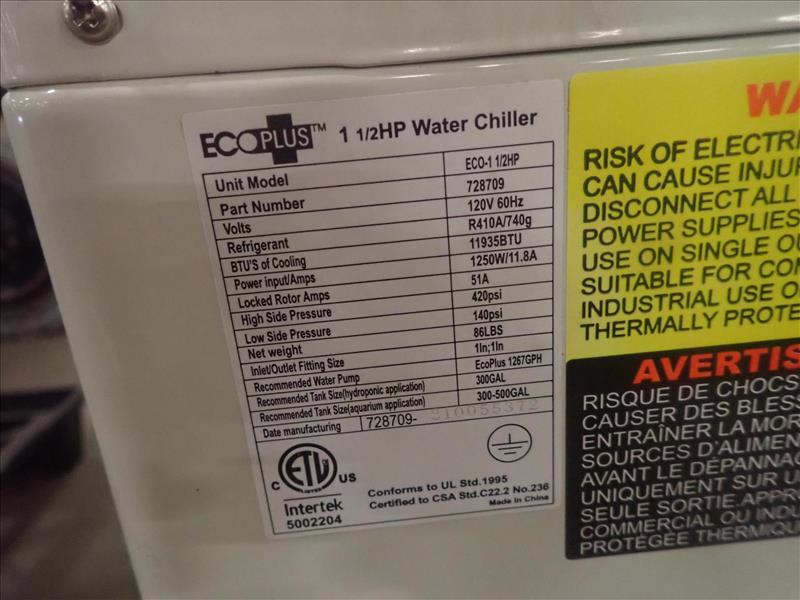 ECOPLUS™ 1 1/2HP Water Chiller
Unit Model ECO-1 1/2HP
Part Number 728709
Volts 120V 60Hz
Refrigerant R410A/740g
BTU'S of Cooling 11935BTU
Power input/Amps 1250W/11.8A
Locked Rotor Amps 51A
High Side Pressure 420psi
Low Side Pressure 140psi
Net weight 86LBS
Inlet/Outlet Fitting Size 1In;1In
Recommended Water Pump EcoPlus 1267GPH
Recommended Tank Size(hydroponic application) 300GAL
Recommended Tank Size(aquarium application) 300-500GAL
Date manufacturing 728709- 210055372
C ETL US
LISTED
Intertek
5002204
Conforms to UL Std.1995
Certified to CSA Std.C22.2 No.236
Made in China
WA
RISK OF ELECTRI
CAN CAUSE INJUR
DISCONNECT ALL
POWER SUPPLIES
USE ON SINGLE OU
SUITABLE FOR CO
INDUSTRIAL USE O
THERMALLY PROTE
AVERTIS
RISQUE DE CHOCS
CAUSER DES BLESS
ENTRAÎNER LA MOR
SOURCES D'ALIMEN
AVANT LE DÉPANNA
UNIQUEMENT SUR U
SEULE SORTIE.APPR
COMMERCIAL OU INDU
PROTÉGÉE THERMIQU